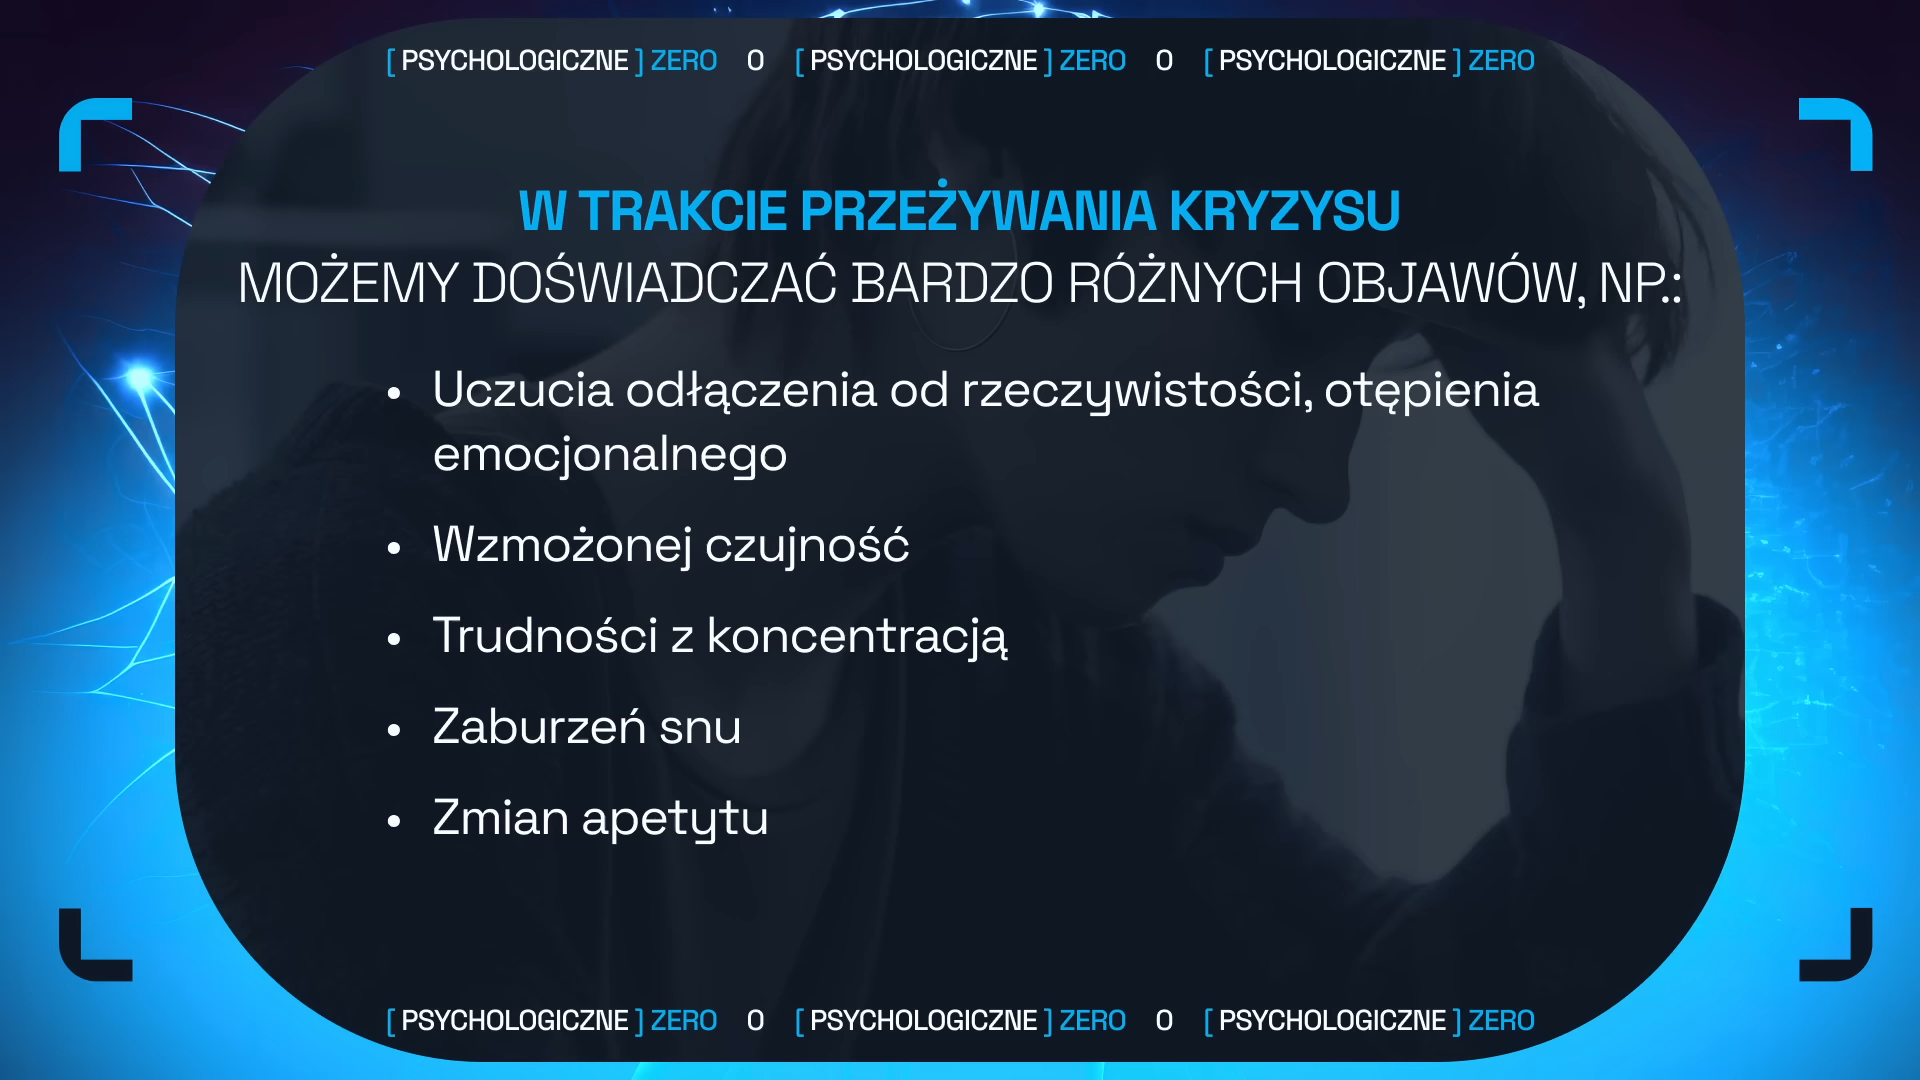 [ PSYCHOLOGICZNE ] ZERO O [ PSYCHOLOGICZNE ] ZERO O [ PSYCHOLOGICZNE ] ZERO
W TRAKCIE PRZEŻYWANIA KRYZYSU
MOŻEMY DOŚWIADCZAĆ BARDZO RÓŻNYCH OBJAWÓW, NP.:
• Uczucia odłączenia od rzeczywistości, otępienia
emocjonalnego
• Wzmożonej czujność
• Trudności z koncentracją
• Zaburzeń snu
• Zmian apetytu
[ PSYCHOLOGICZNE ] ZERO O [ PSYCHOLOGICZNE ] ZERO O [ PSYCHOLOGICZNE ] ZERO